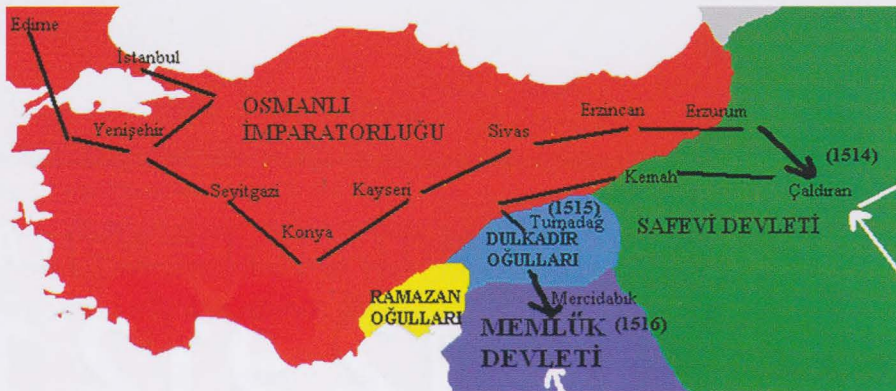 Edirne
İstanbul
OSMANLI
İMPARATORLUĞU
Yenişehir
Erzincan
Erzurum
Sivas
(1514)
Seyitgazi
Kayseri
Kemah
Çaldıran
(1515)
Turnadağ
Konya
SAFEVİ DEVLETİ
DULKADİR
OĞULLARI
RAMAZAN
OĞULLARI
Mercidabık
MEMLÜK (1516)
DEVLETİ